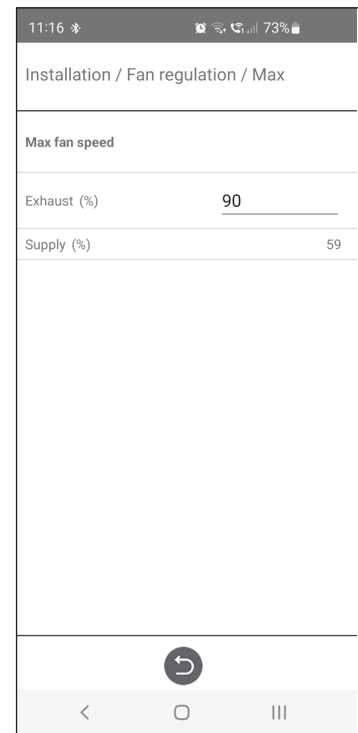 11:16 73%
Installation / Fan regulation / Max
Max fan speed
Exhaust (%) 90
Supply (%) 59